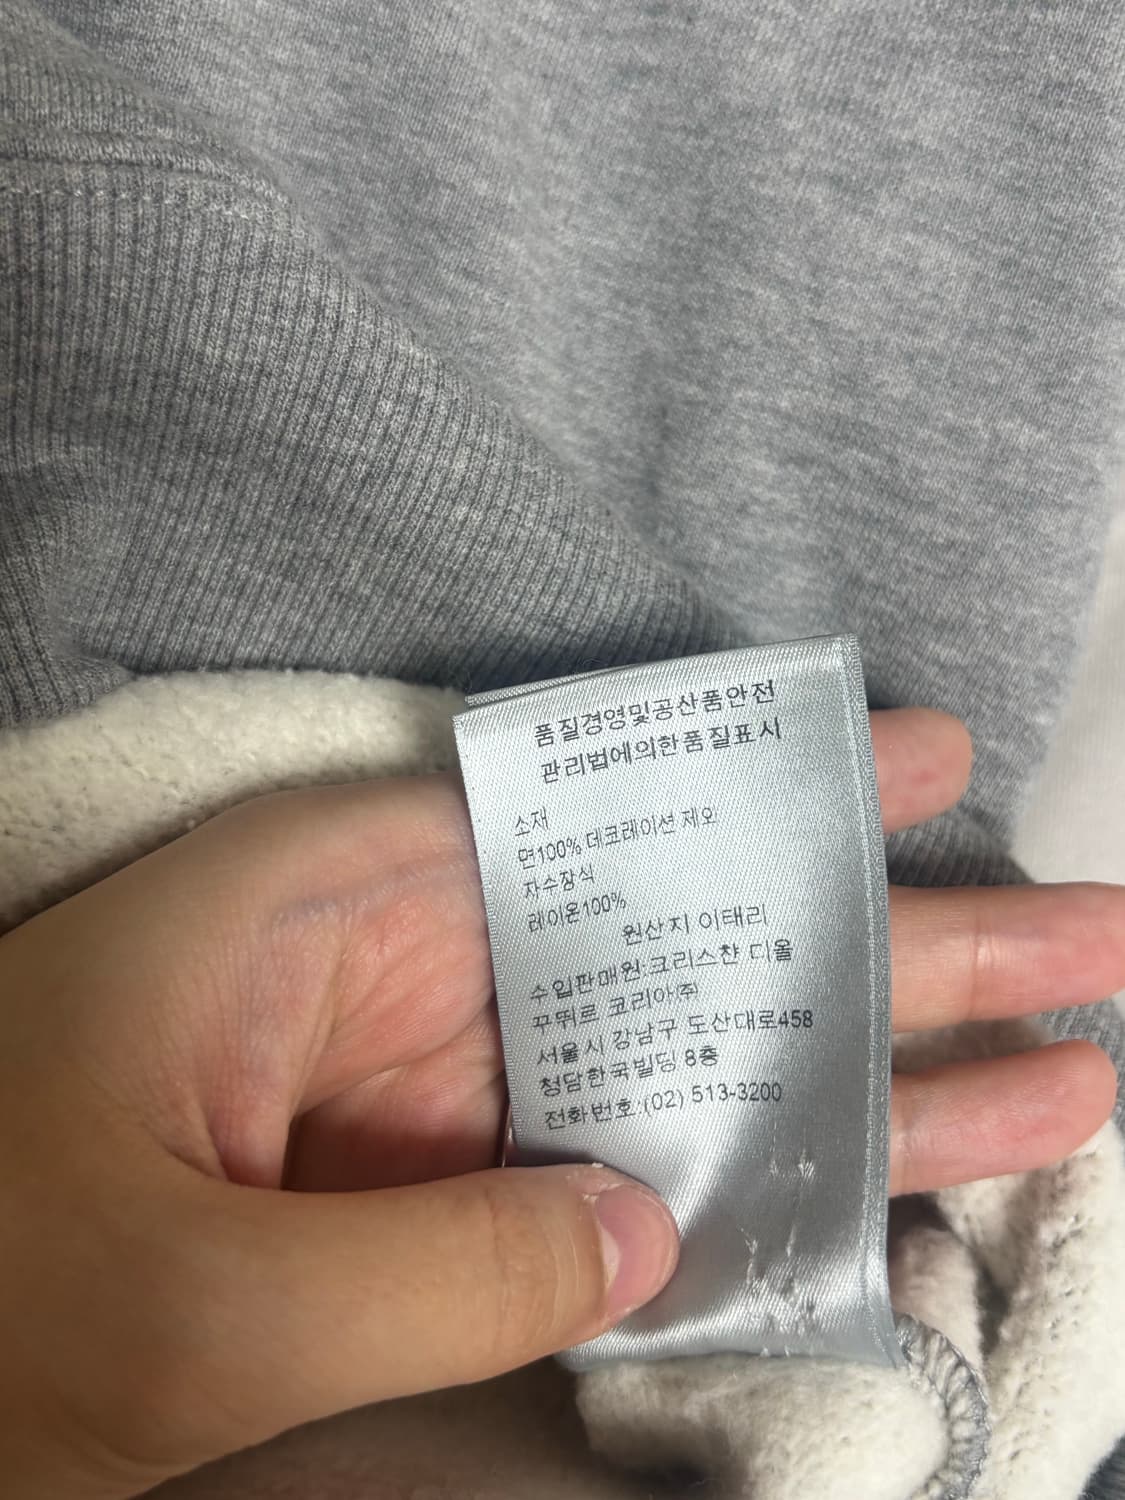 품질경영및공산품안전
관리법에의한품질표시
소재
면100% 데코레이션 제외
자수장식
레이온100%
원산지 이태리
수입판매원:크리스챤 디올
꾸뛰르 코리아㈜
서울시 강남구 도산대로458
청담한국빌딩 8층
전화번호:(02) 513-3200